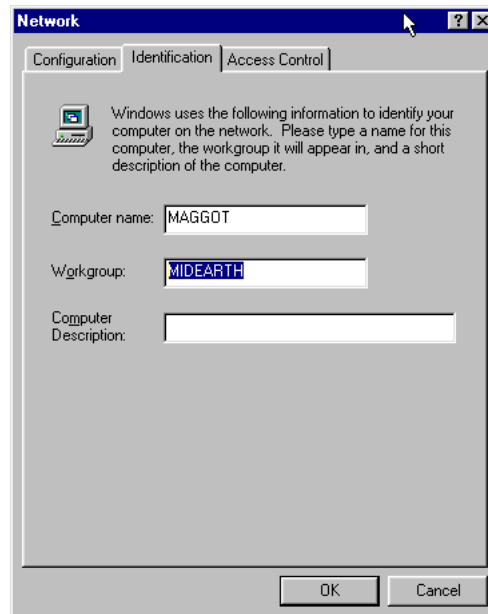 Network
Configuration Identification Access Control
Windows uses the following information to identify your
computer on the network. Please type a name for this
computer, the workgroup it will appear in, and a short
description of the computer.
Computer name: MAGGOT
Workgroup: MIDEARTH
Computer
Description:
OK Cancel